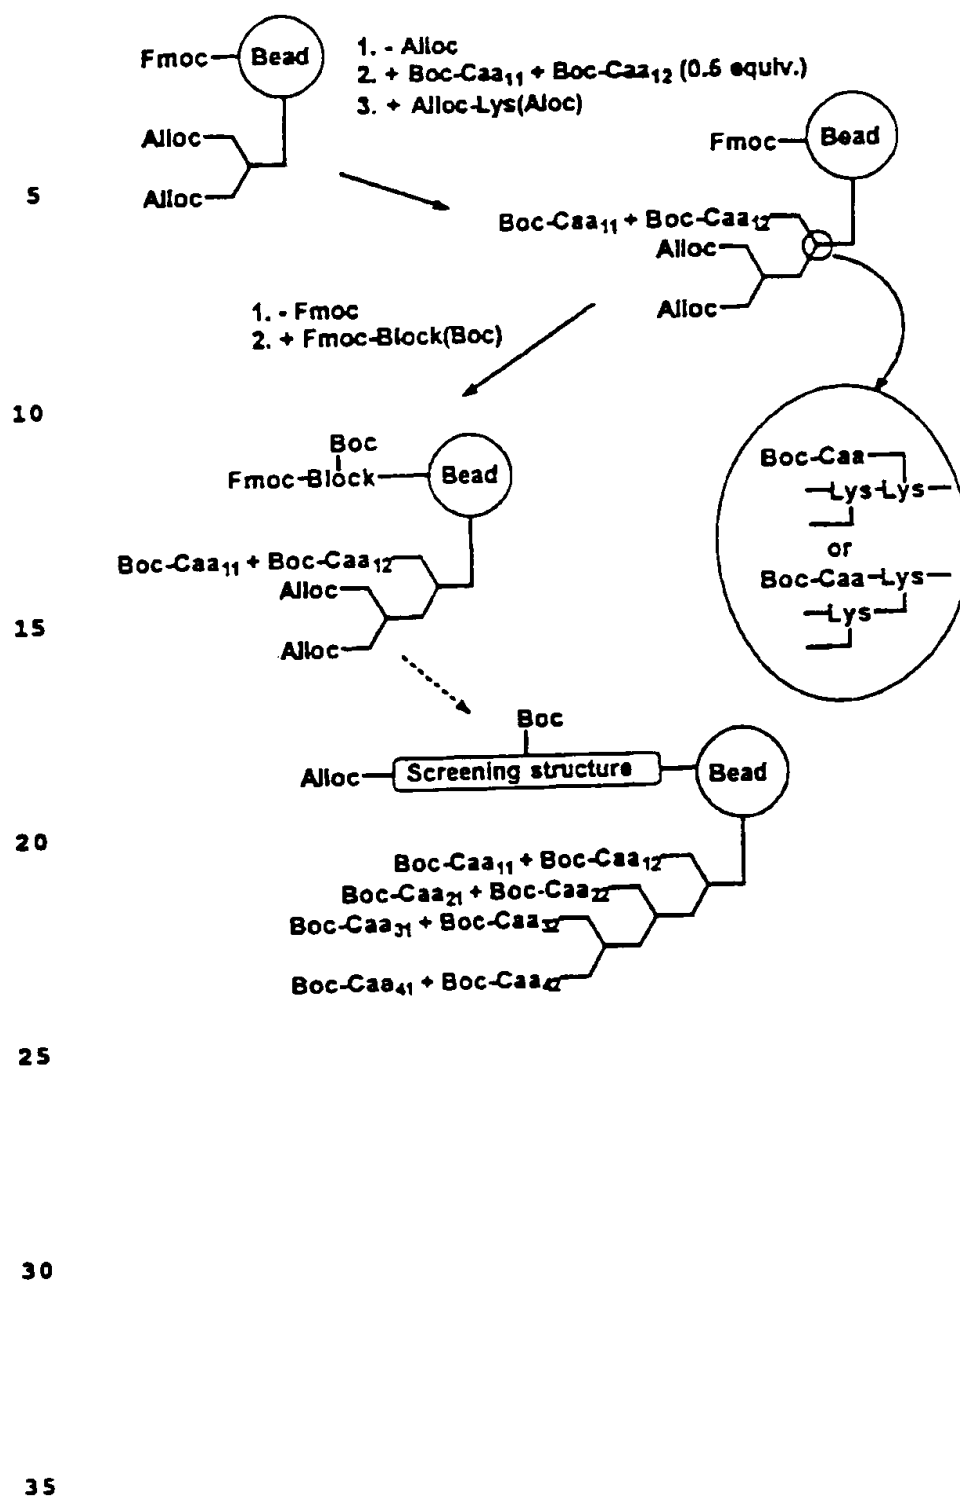 Fmoc Bead
1. - Alloc
2. + Boc-Caa11 + Boc-Caa12 (0.6 equiv.)
3. + Alloc-Lys(Aloc)
Alloc
Alloc
Fmoc Bead
5
Boc-Caa11 + Boc-Caa12
Alloc
Alloc
1. - Fmoc
2. + Fmoc-Block(Boc)
10
Boc
Fmoc-Block Bead
Boc-Caa
Lys-Lys
or
Boc-Caa-Lys
Lys
Boc-Caa11 + Boc-Caa12
Alloc
15
Alloc
Boc
Alloc Screening structure Bead
20
Boc-Caa11 + Boc-Caa12
Boc-Caa21 + Boc-Caa22
Boc-Caa31 + Boc-Caa32
Boc-Caa41 + Boc-Caa42
25
30
35